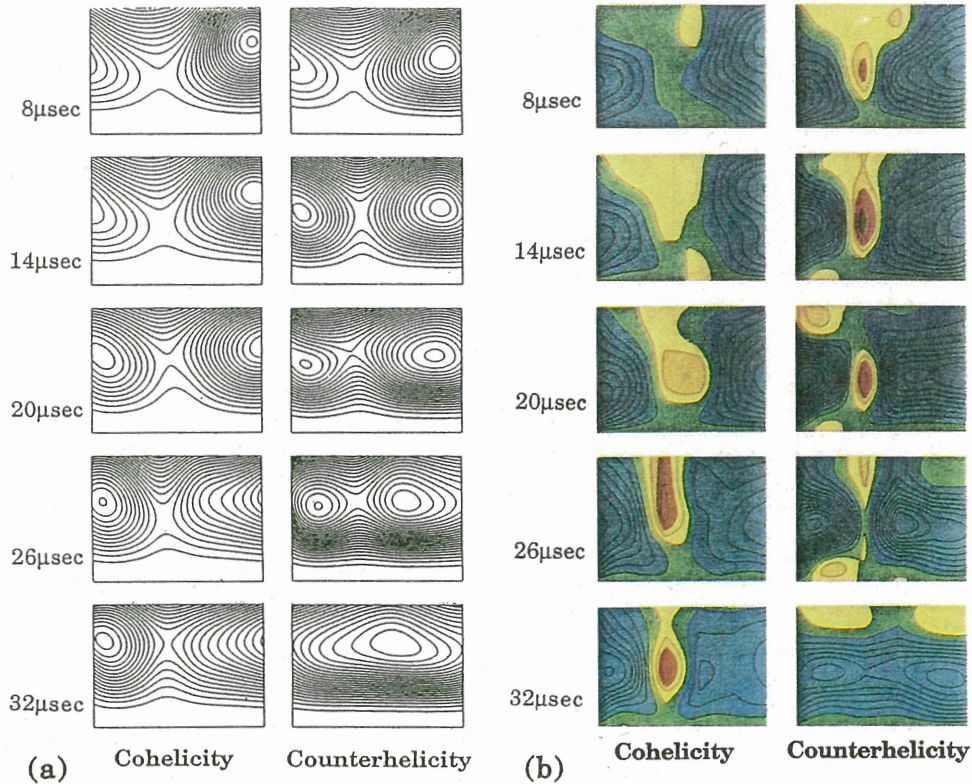 8µsec
14µsec
20µsec
26µsec
32µsec
(a) Cohelicity Counterhelicity
8µsec
14µsec
20µsec
26µsec
32µsec
(b) Cohelicity Counterhelicity